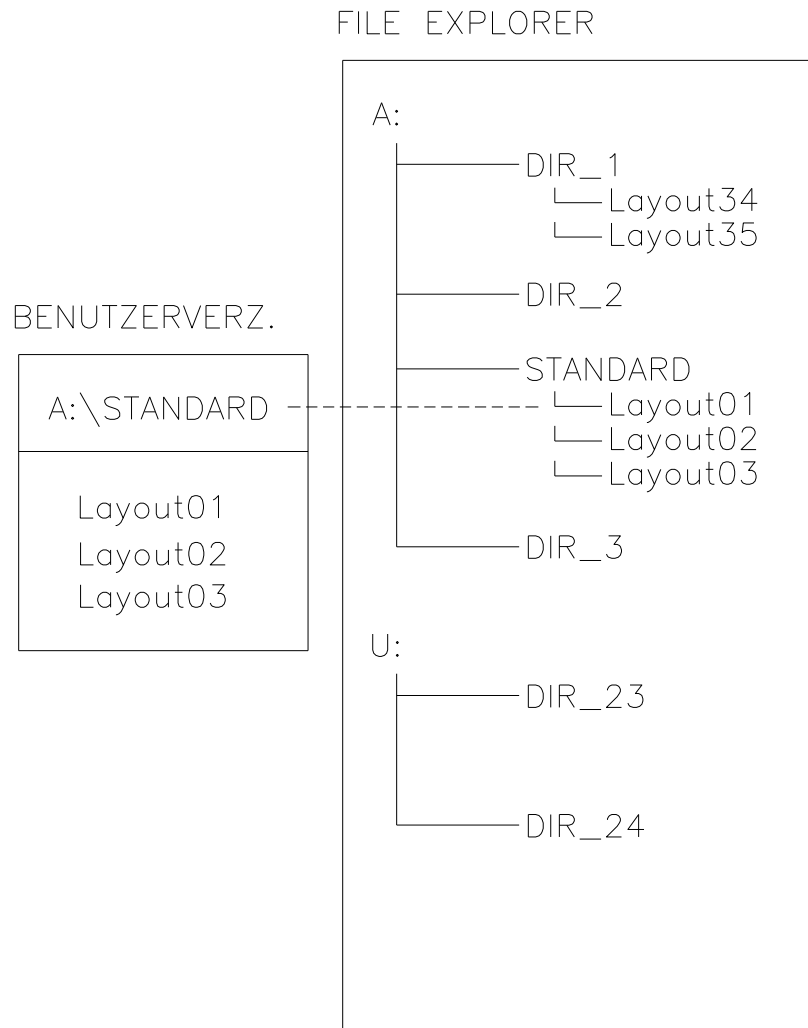 FILE EXPLORER
A:
DIR_1
Layout34
Layout35
DIR_2
STANDARD
Layout01
Layout02
Layout03
DIR_3
U:
DIR_23
DIR_24
BENUTZERVERZ.
A:\STANDARD
Layout01
Layout02
Layout03